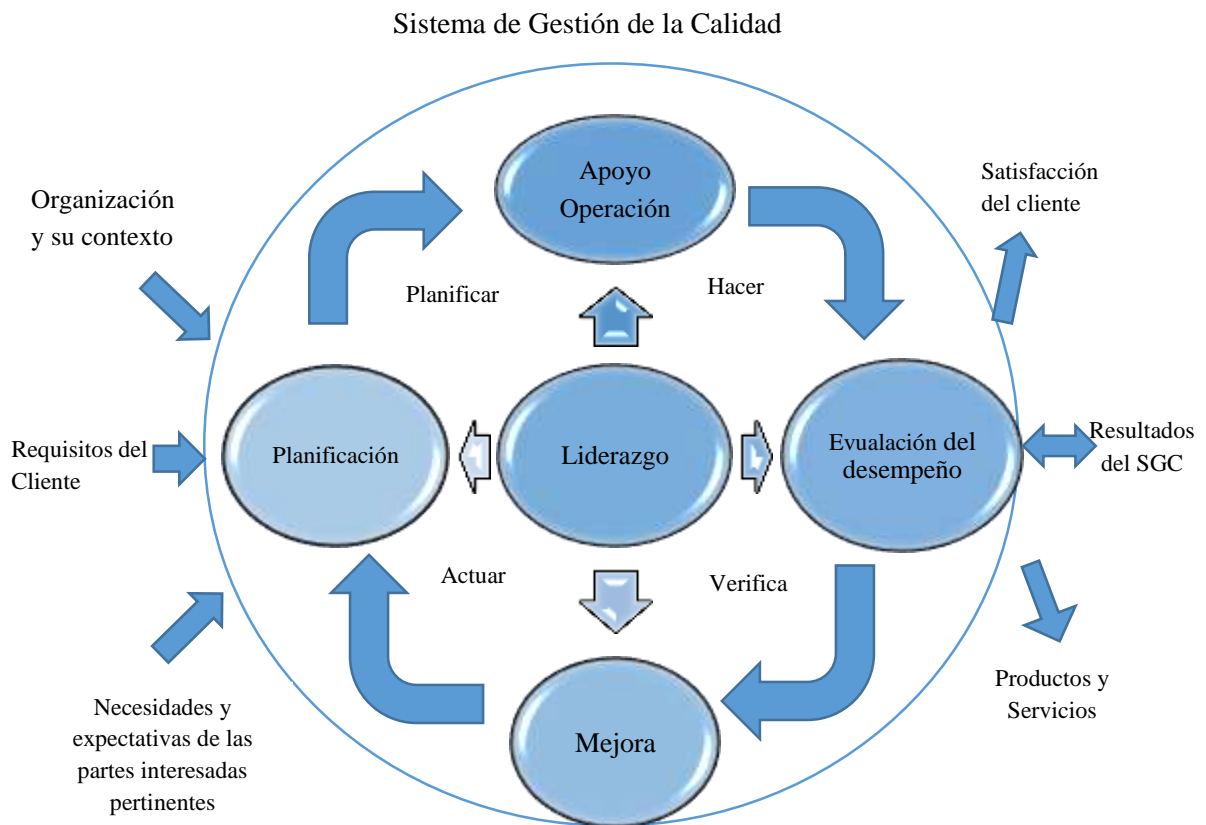 Sistema de Gestión de la Calidad
Apoyo
Operación
Satisfacción
del cliente
Organización
y su contexto
Planificar
Hacer
Requisitos del
Cliente
Planificación
Liderazgo
Evualación del
desempeño
Resultados
del SGC
Actuar
Verifica
Necesidades y
expectativas de las
partes interesadas
pertinentes
Mejora
Productos y
Servicios